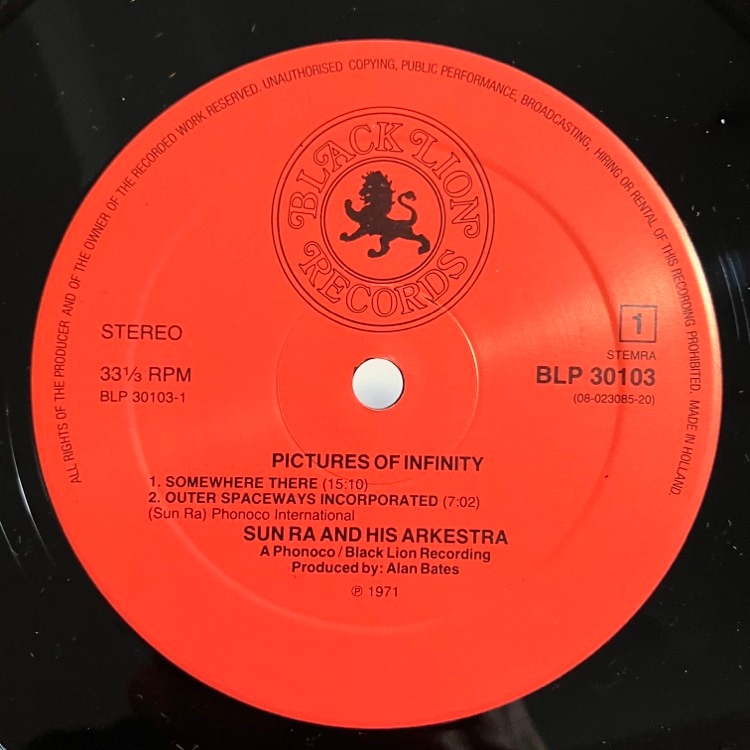 ALL RIGHTS OF THE PRODUCER AND OF THE OWNER OF THE RECORDED WORK RESERVED. UNAUTHORISED COPYING, PUBLIC PERFORMANCE, BROADCASTING, HIRING OR RENTAL OF THIS RECORDING PROHIBITED. MADE IN HOLLAND.
BLACK LION
RECORDS
STEREO
33⅓ RPM
BLP 30103-1
1
STEMRA
BLP 30103
(08-023085-20)
PICTURES OF INFINITY
1. SOMEWHERE THERE (15:10)
2. OUTER SPACEWAYS INCORPORATED (7:02)
(Sun Ra) Phonoco International
SUN RA AND HIS ARKESTRA
A Phonoco/Black Lion Recording
Produced by: Alan Bates
℗ 1971